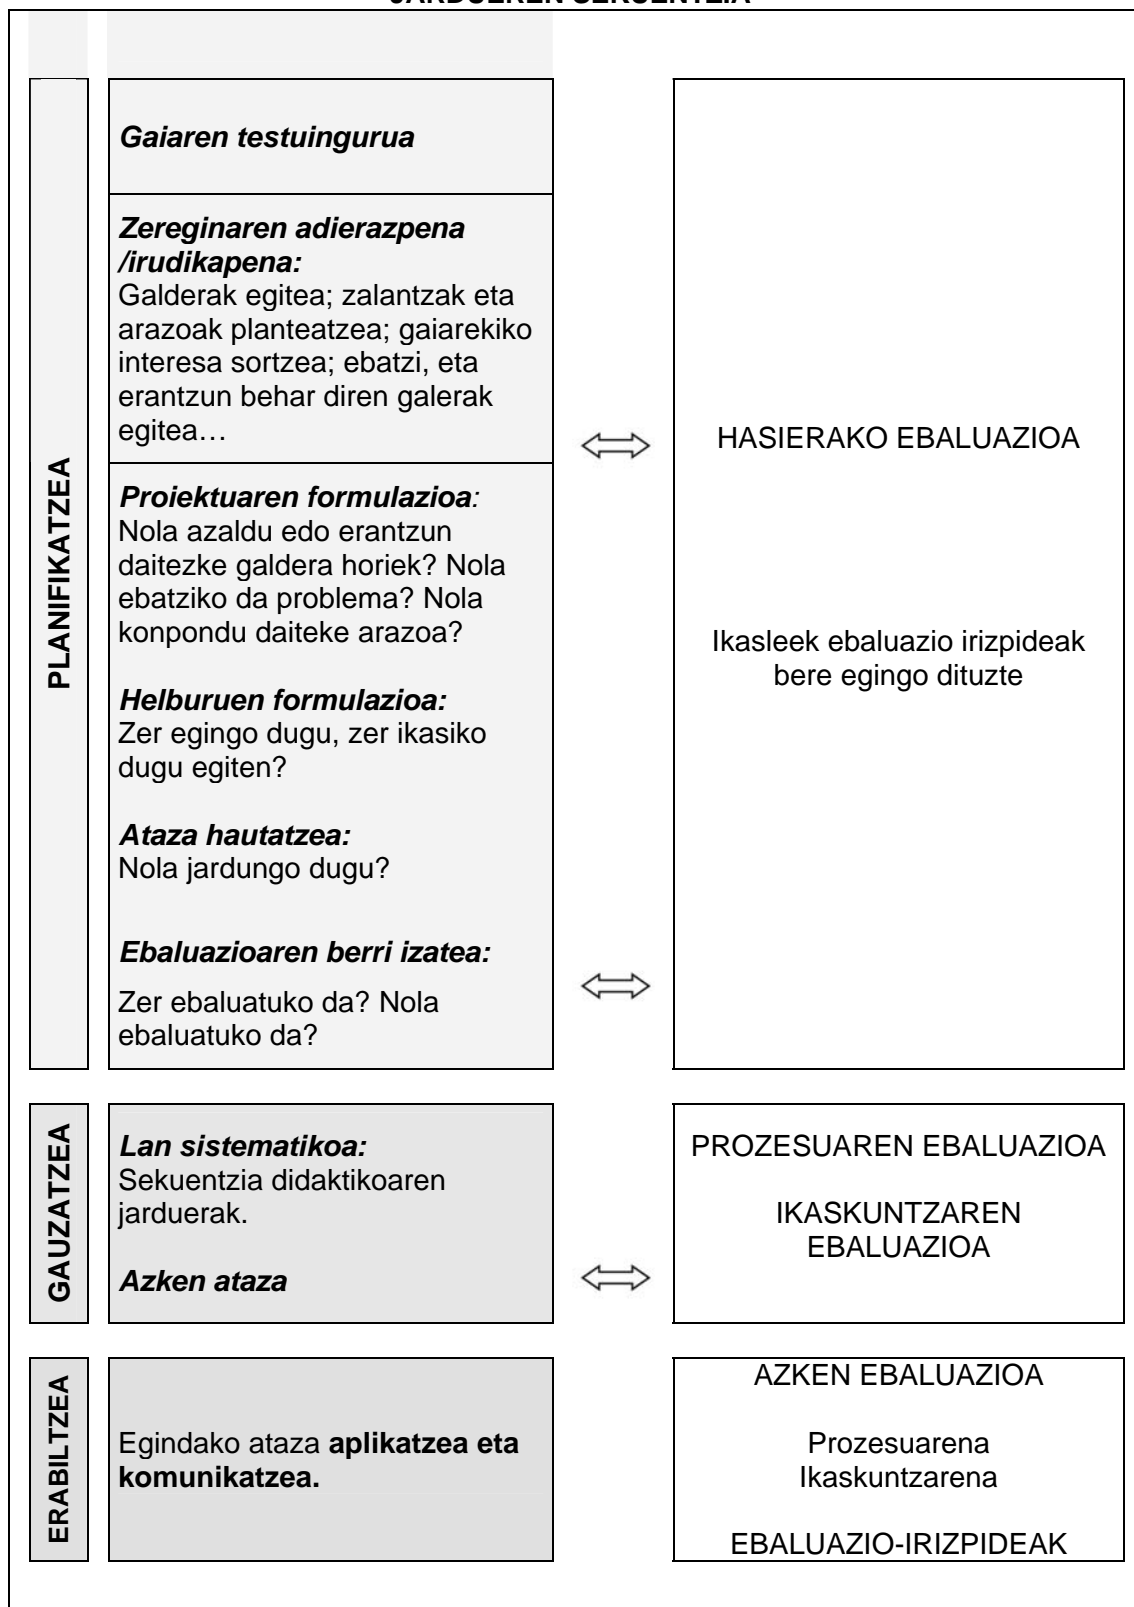 JARDUEREN SEKUENTZIA
PLANIFIKATZEA
Gaiaren testuingurua
Zereginaren adierazpena
/irudikapena:
Galderak egitea; zalantzak eta
arazoak planteatzea; gaiarekiko
interesa sortzea; ebatzi, eta
erantzun behar diren galerak
egitea…
Proiektuaren formulazioa:
Nola azaldu edo erantzun
daitezke galdera horiek? Nola
ebatziko da problema? Nola
konpondu daiteke arazoa?
Helburuen formulazioa:
Zer egingo dugu, zer ikasiko
dugu egiten?
Ataza hautatzea:
Nola jardungo dugu?
Ebaluazioaren berri izatea:
Zer ebaluatuko da? Nola
ebaluatuko da?
HASIERAKO EBALUAZIOA
Ikasleek ebaluazio irizpideak
bere egingo dituzte
GAUZATZEA
Lan sistematikoa:
Sekuentzia didaktikoaren
jarduerak.
Azken ataza
PROZESUAREN EBALUAZIOA
IKASKUNTZAREN
EBALUAZIOA
ERABILTZEA
Egindako ataza aplikatzea eta
komunikatzea.
AZKEN EBALUAZIOA
Prozesuarena
Ikaskuntzarena
EBALUAZIO-IRIZPIDEAK